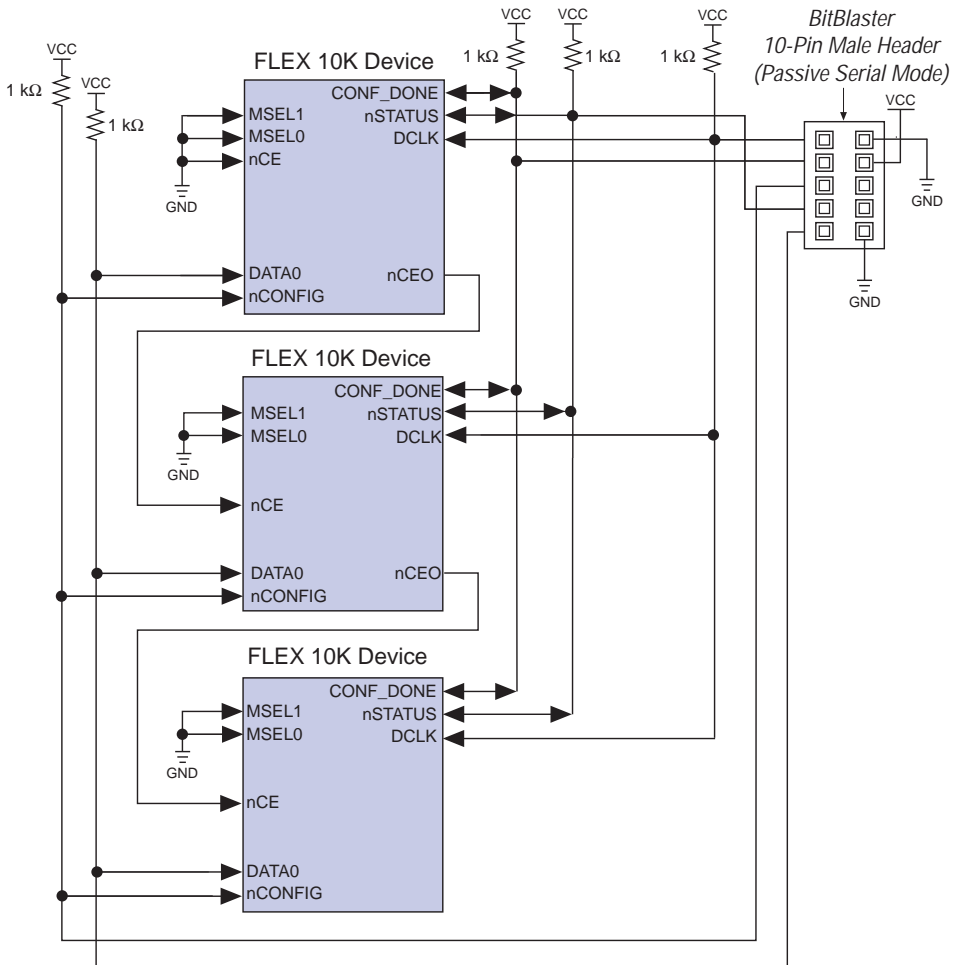 VCC
1 kΩ
VCC
1 kΩ
VCC
1 kΩ
VCC
1 kΩ
VCC
1 kΩ
BitBlaster
10-Pin Male Header
(Passive Serial Mode)
VCC
GND
GND
FLEX 10K Device
MSEL1
MSEL0
nCE
GND
DATA0
nCONFIG
CONF_DONE
nSTATUS
DCLK
nCEO
FLEX 10K Device
MSEL1
MSEL0
GND
nCE
DATA0
nCONFIG
CONF_DONE
nSTATUS
DCLK
nCEO
FLEX 10K Device
MSEL1
MSEL0
GND
nCE
DATA0
nCONFIG
CONF_DONE
nSTATUS
DCLK